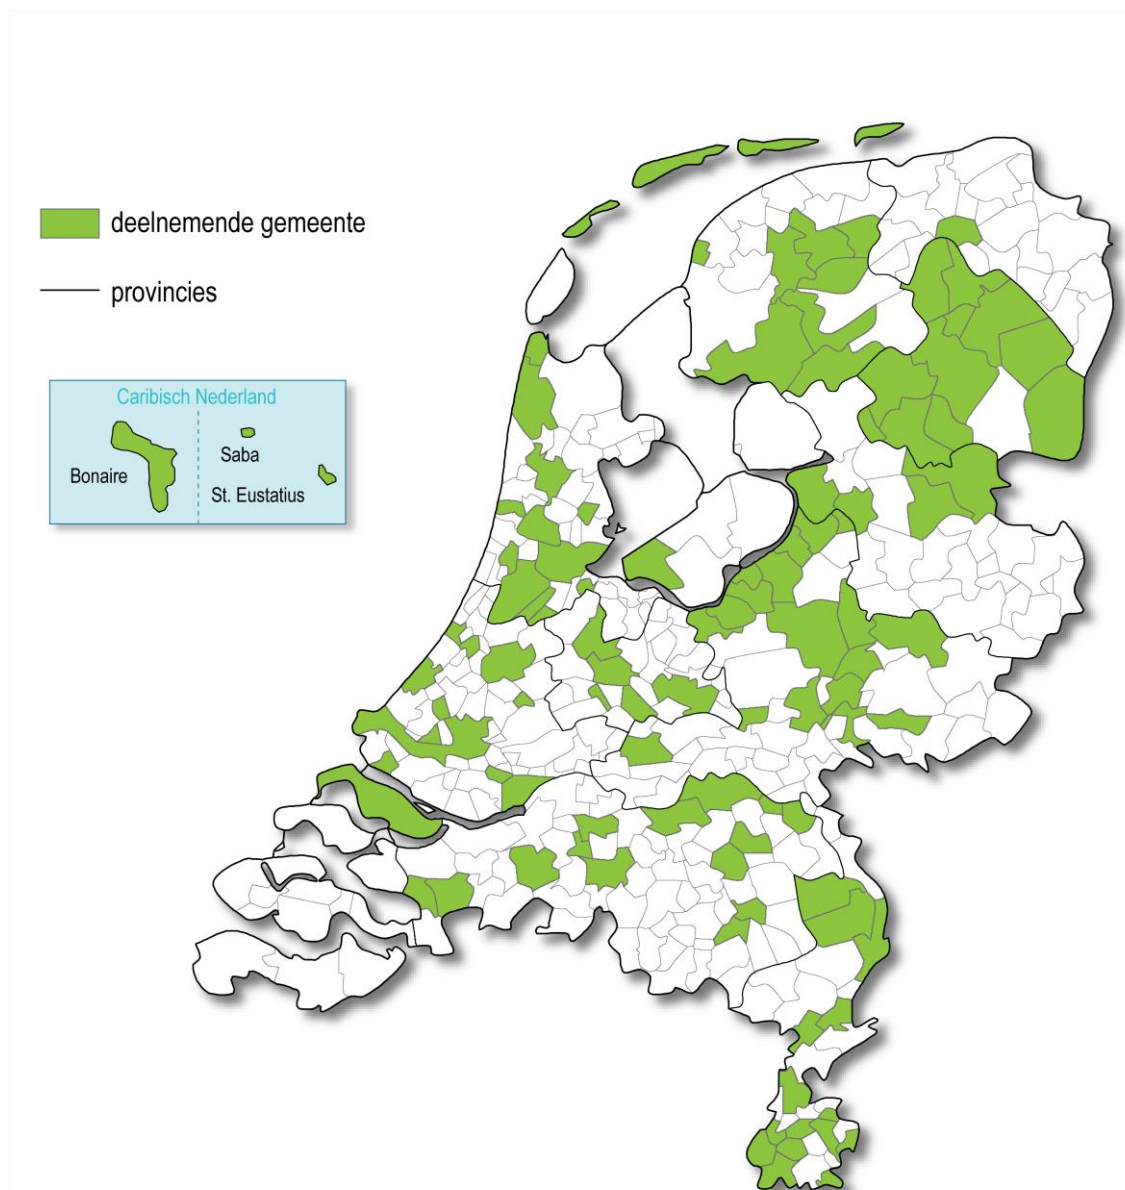 deelnemende gemeente
provincies
Caribisch Nederland
Bonaire
Saba
St. Eustatius